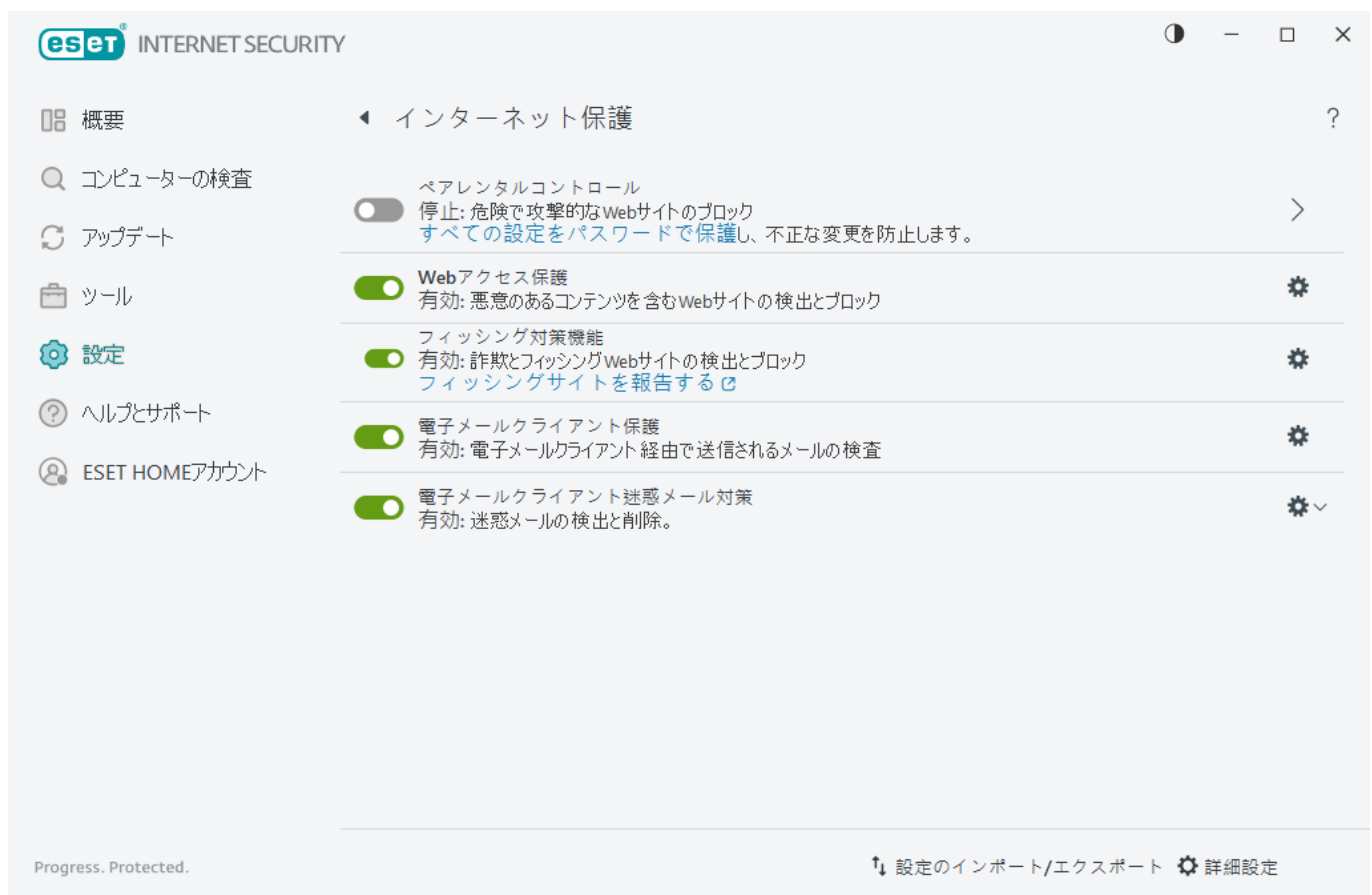 eset® INTERNET SECURITY
概要
コンピューターの検査
アップデート
ツール
設定
ヘルプとサポート
ESET HOMEアカウント
インターネット保護
?
ペアレンタルコントロール
停止: 危険で攻撃的なWebサイトのブロック
すべての設定をパスワードで保護し、不正な変更を防止します。
Webアクセス保護
有効: 悪意のあるコンテンツを含むWebサイトの検出とブロック
フィッシング対策機能
有効: 詐欺とフィッシングWebサイトの検出とブロック
フィッシングサイトを報告する
電子メールクライアント保護
有効: 電子メールクライアント経由で送信されるメールの検査
電子メールクライアント迷惑メール対策
有効: 迷惑メールの検出と削除。
Progress. Protected.
設定のインポート/エクスポート 詳細設定